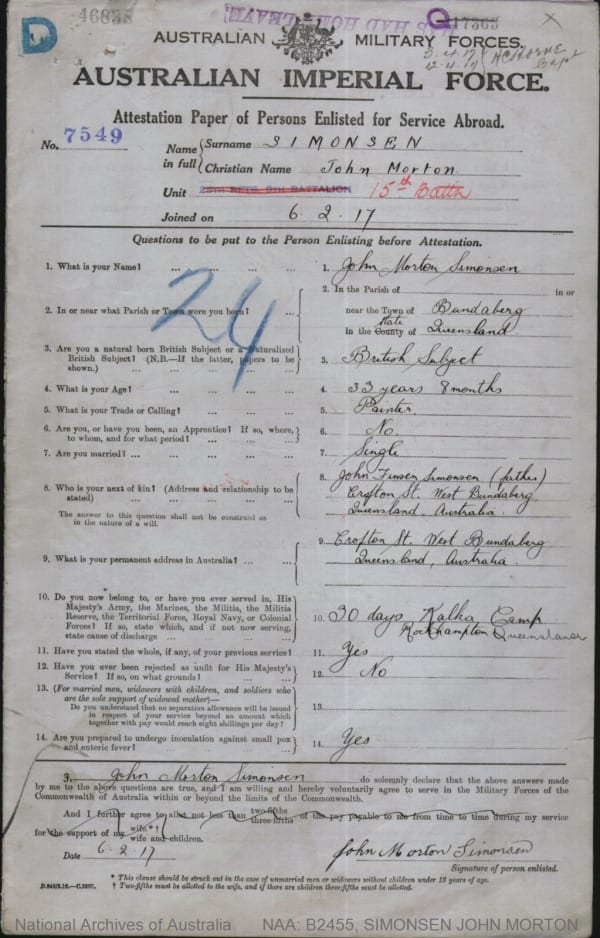 D
46838
HAD HOME LEAVE
Q 17363
AUSTRALIAN MILITARY FORCES.
3.4.17
12.4.17
Capt
AUSTRALIAN IMPERIAL FORCE.
Attestation Paper of Persons Enlisted for Service Abroad.
No. 7549
Name in full { Surname SIMONSEN
Christian Name John Morton
Unit 25TH REFS. 9TH BATTALION 15th Battn
Joined on 6.2.17
Questions to be put to the Person Enlisting before Attestation.
24
1. What is your Name? ... ... ... ... 1. John Morton Simonsen
2. In or near what Parish or Town were you born? ... 2. In the Parish of in or
near the Town of Bundaberg
in the County of State Queensland
3. Are you a natural born British Subject or a Naturalized
British Subject? (N.B.—If the latter, papers to be
shown.) ... ... ... ... 3. British Subject
4. What is your Age? ... ... ... ... 4. 33 years 8 months
5. What is your Trade or Calling? ... ... ... 5. Painter
6. Are you, or have you been, an Apprentice? If so, where,
to whom, and for what period? ... ... ... 6. No
7. Are you married? ... ... ... ... 7. Single
8. Who is your next of kin? (Address and relationship to be
stated) ... ... ... ...
8. John Simonsen (father)
Crofton St. West Bundaberg
Queensland. Australia.
The answer to this question shall not be construed as
in the nature of a will.
9. What is your permanent address in Australia? ... ... 9. Crofton St. West Bundaberg
Queensland, Australia.
10. Do you now belong to, or have you ever served in, His
Majesty's Army, the Marines, the Militia, the Militia
Reserve, the Territorial Force, Royal Navy, or Colonial
Forces? If so, state which, and if not now serving,
state cause of discharge ... ... ... 10. 30 days Kalka Camp
Rockhampton Queensland
11. Have you stated the whole, if any, of your previous service? 11. Yes
12. Have you ever been rejected as unfit for His Majesty's
Service? If so, on what grounds? ... ... 12. No
13. (For married men, widowers with children, and soldiers who
are the sole support of widowed mother)—
Do you understand that no separation allowance will be issued
in respect of your service beyond an amount which
together with pay would reach eight shillings per day? 13.
14. Are you prepared to undergo inoculation against small pox
and enteric fever? ... ... ... ... 14. Yes
I, John Morton Simonsen do solemnly declare that the above answers made
by me to the above questions are true, and I am willing and hereby voluntarily agree to serve in the Military Forces of the
Commonwealth of Australia within or beyond the limits of the Commonwealth.
And I further agree to allot not less than two-fifths three-fifths of the pay payable to me from time to time during my service
for the support of my wife*† wife and children.
Date 6.2.17
John Morton Simonsen
Signature of person enlisted.
* This clause should be struck out in the case of unmarried men or widowers without children under 18 years of age.
† Two-fifths must be allotted to the wife, and if there are children three-fifths must be allotted.
National Archives of Australia NAA: B2455, SIMONSEN JOHN MORTON